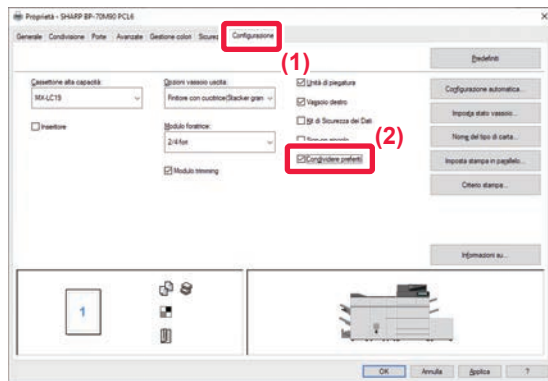 Proprietà - SHARP BP-70M90 PCL6
Generale Condivisione Porte Avanzate Gestione colori Sicurezza Configurazione
(1)
Predefiniti
Cassettone alta capacità:
MX-LC19
Inseritore
Opzioni vassoio uscita:
Finitore con cucitrice(Stacker gran
Modulo foratrice:
2/4 fori
Modulo trimming
Unità di piegatura
Vassoio destro
Kit di Sicurezza dei Dati
(2)
Condividere preferiti
Configurazione automatica...
Imposta stato vassoio...
Nome del tipo di carta...
Imposta stampa in parallelo...
Criterio stampa...
Informazioni su...
1
OK Annulla Applica ?